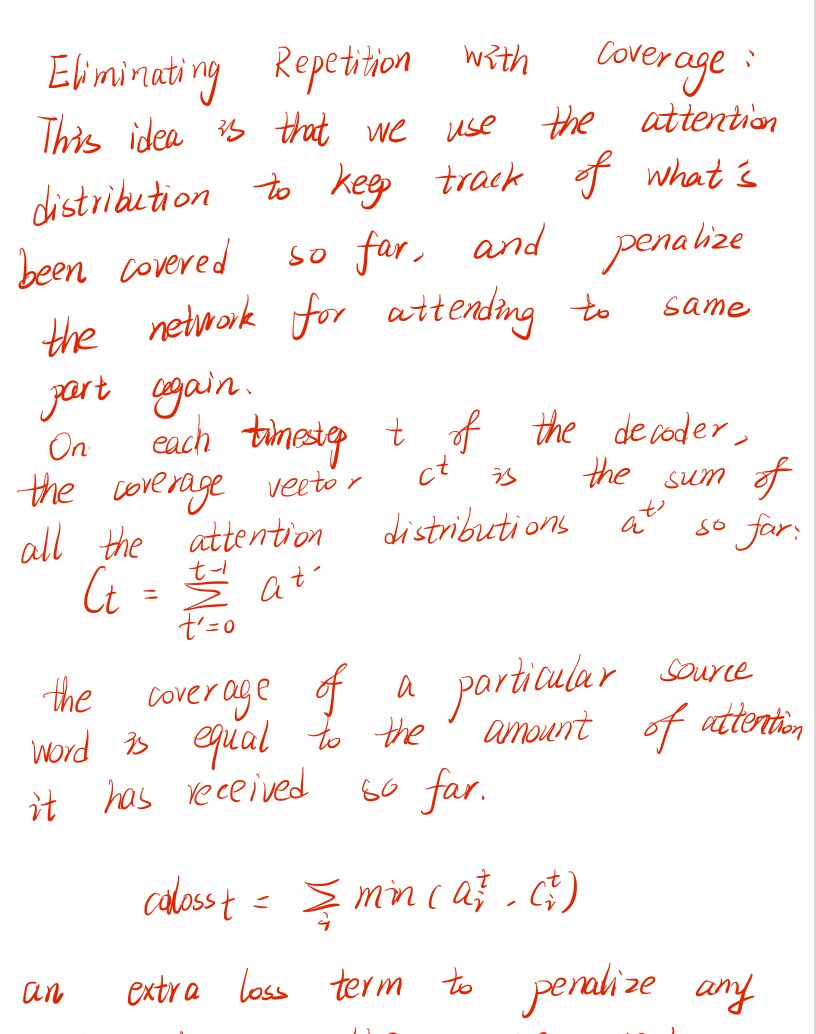 Eliminating Repetition with coverage:
This idea is that we use the attention
distribution to keep track of what's
been covered so far, and penalize
the network for attending to same
part again.
On each timestep t of the decoder,
the coverage vector c^t is the sum of
all the attention distributions a^t' so far:
C_t = ∑_{t'=0}^{t-1} a^t'
the coverage of a particular source
word is equal to the amount of attention
it has received so far.
covloss_t = ∑_i min(a_i^t, c_i^t)
an extra loss term to penalize any